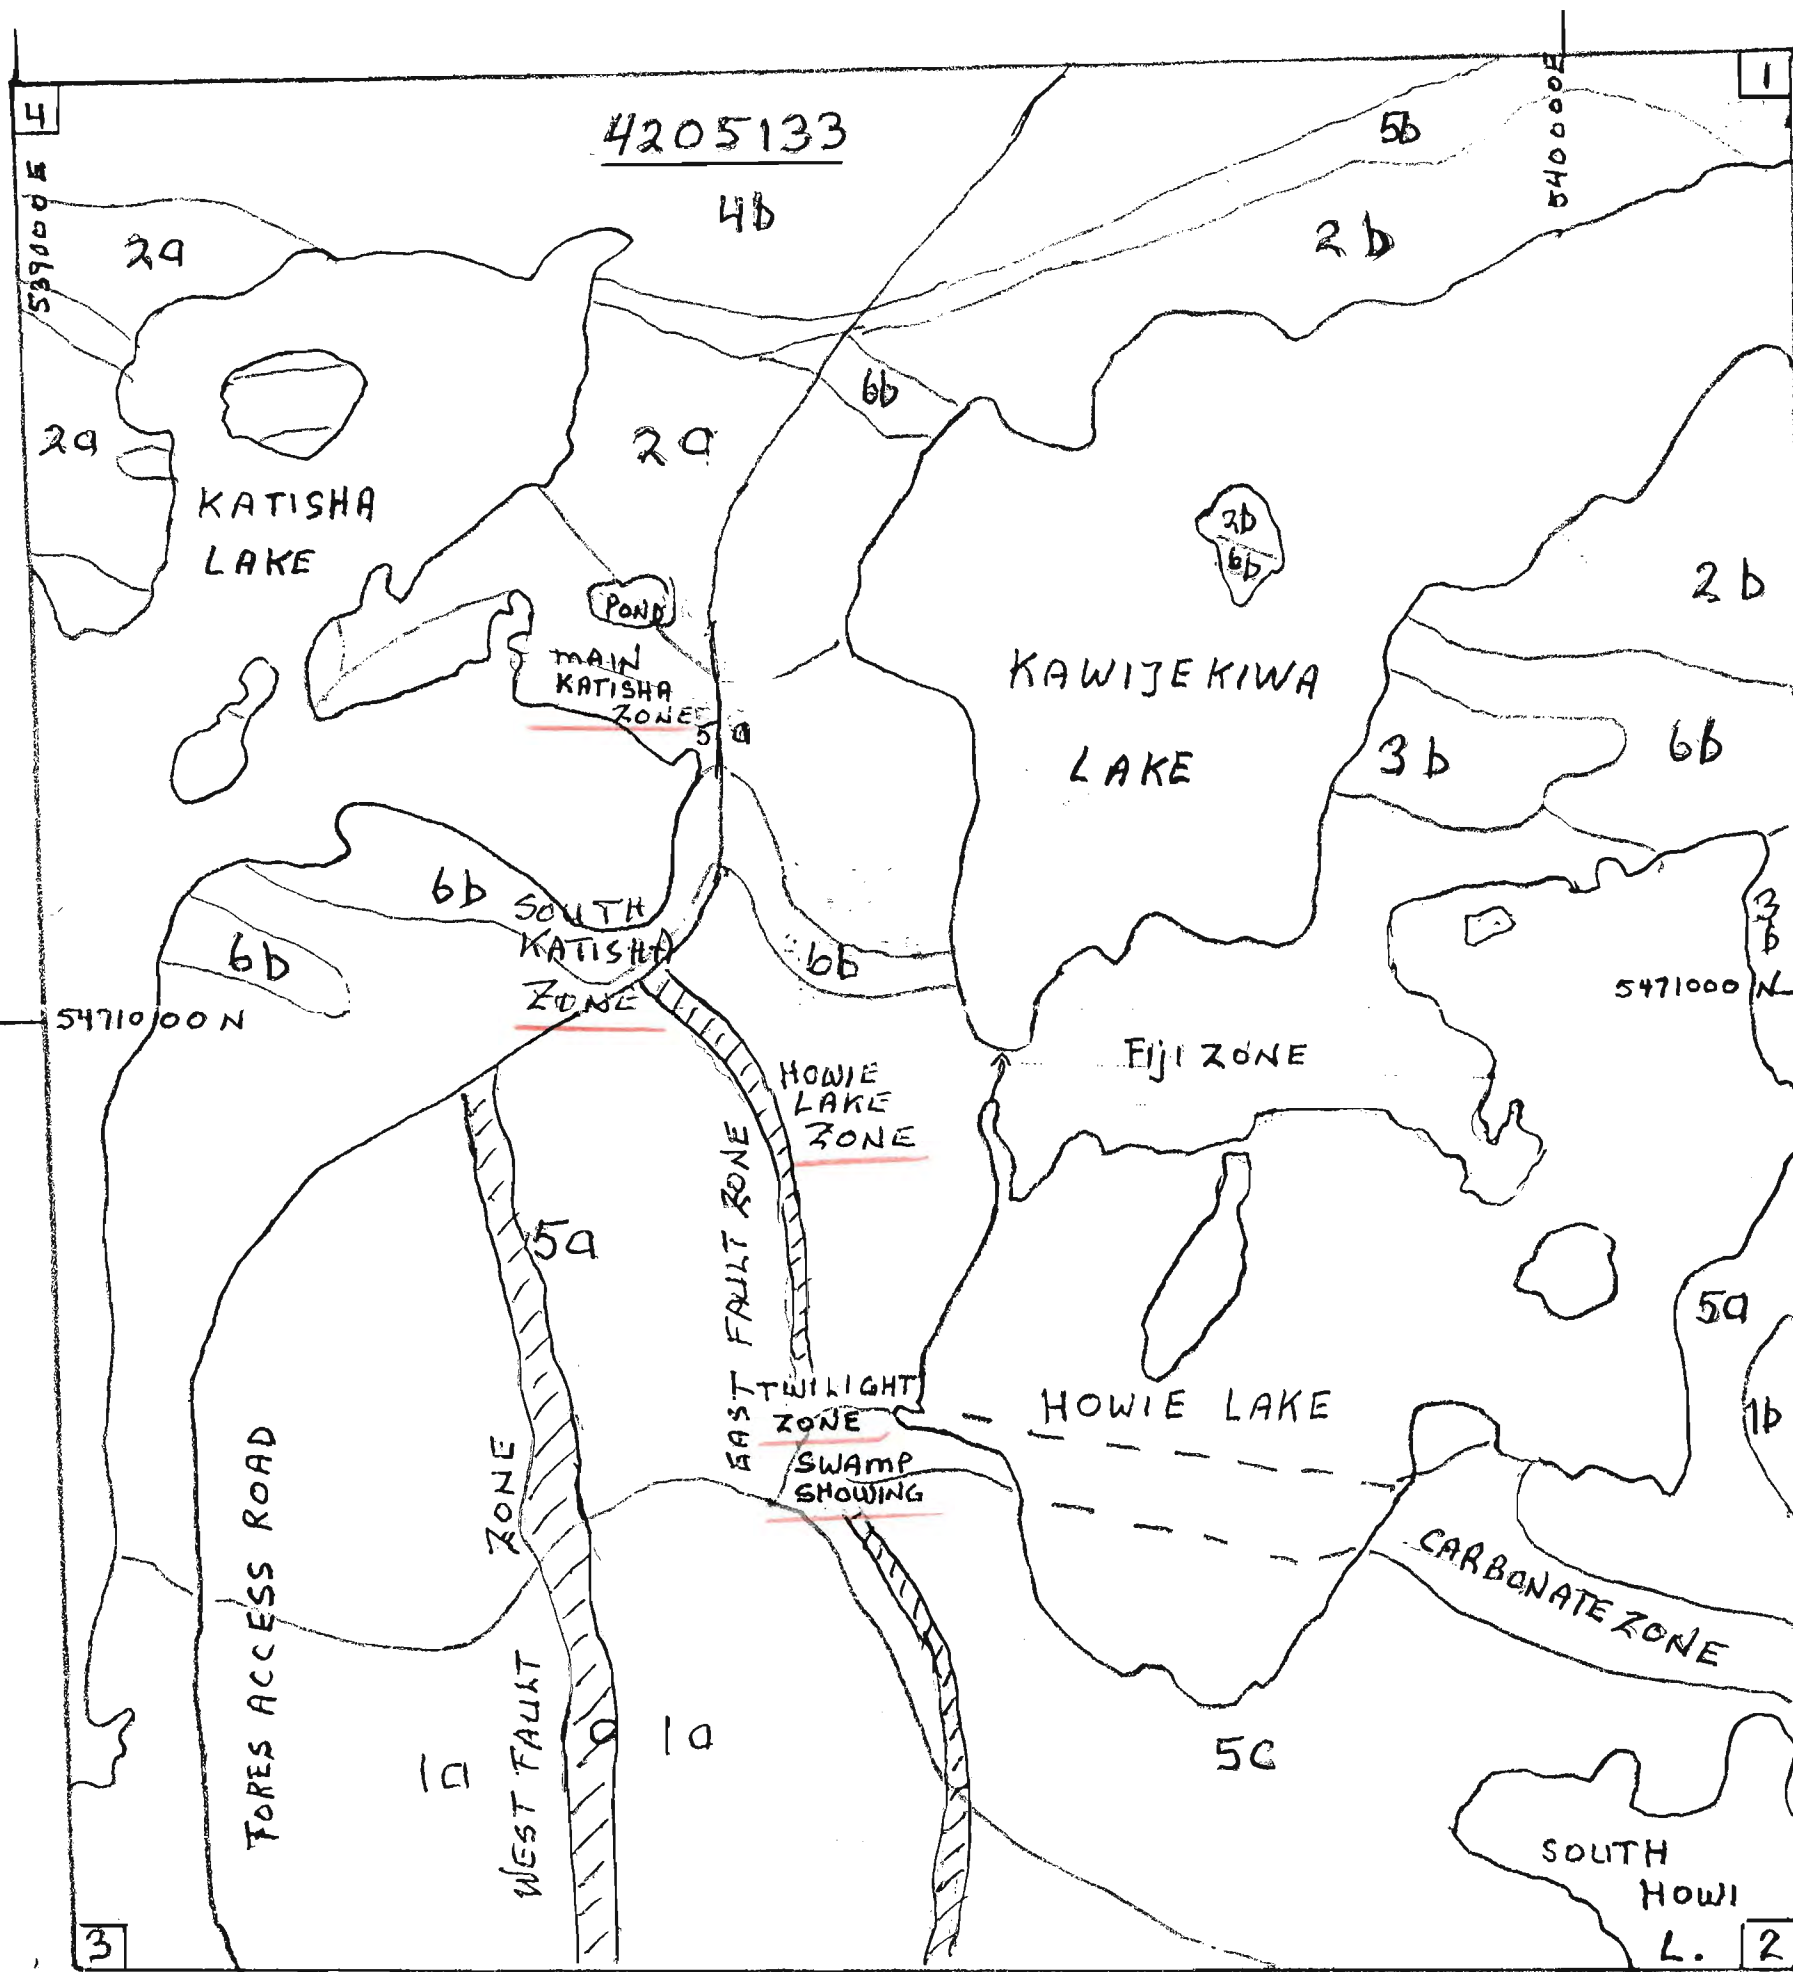 4
1
4205133
539000E
540000E
5b
4b
2a
2b
6b
2a
2a
KATISHA
LAKE
2b
6b
2b
POND
MAIN
KATISHA
ZONE
5a
KAWIJEKIWA
LAKE
3b
6b
6b
SOUTH
KATISHA
ZONE
6b
6b
3b
5471000N
5471000N
FIJI ZONE
HOWIE
LAKE
ZONE
EAST FAULT ZONE
5a
5a
TWILIGHT
ZONE
HOWIE LAKE
1b
SWAMP
SHOWING
CARBONATE ZONE
FORES ACCESS ROAD
WEST FAULT ZONE
1a
1a
5c
SOUTH
HOWI
L.
3
2